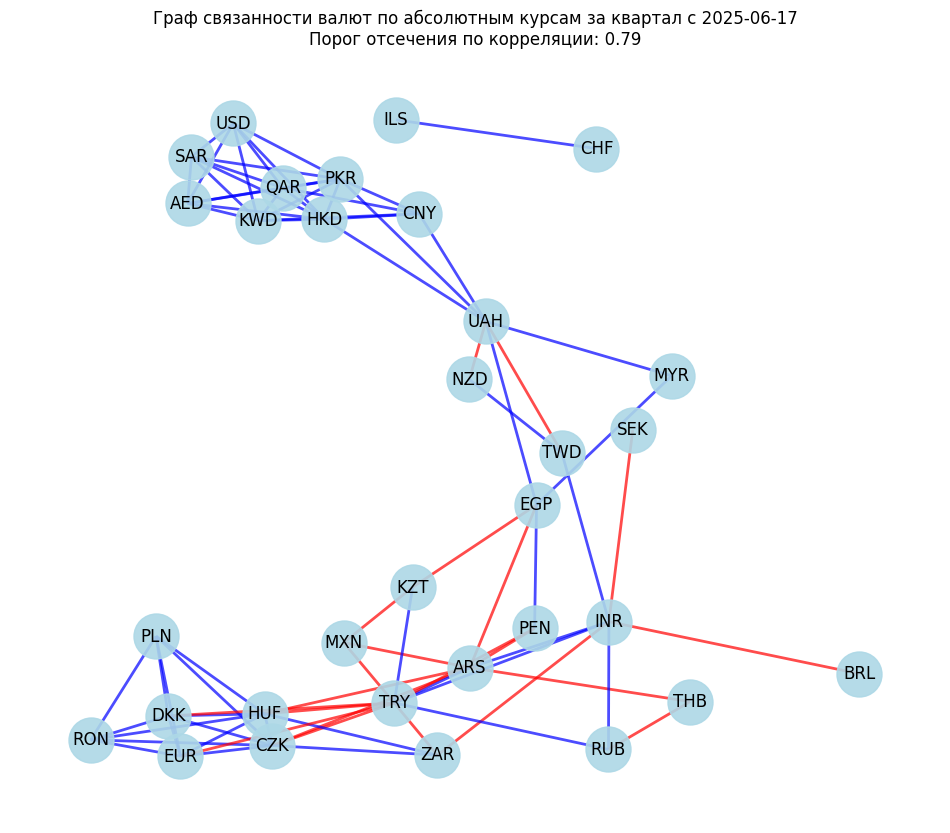 Граф связанности валют по абсолютным курсам за квартал с 2025-06-17
Порог отсечения по корреляции: 0.79
USD
ILS
CHF
SAR
QAR
PKR
AED
KWD
HKD
CNY
UAH
NZD
MYR
SEK
TWD
EGP
KZT
PEN
INR
PLN
MXN
ARS
BRL
THB
TRY
DKK
HUF
RON
EUR
CZK
ZAR
RUB